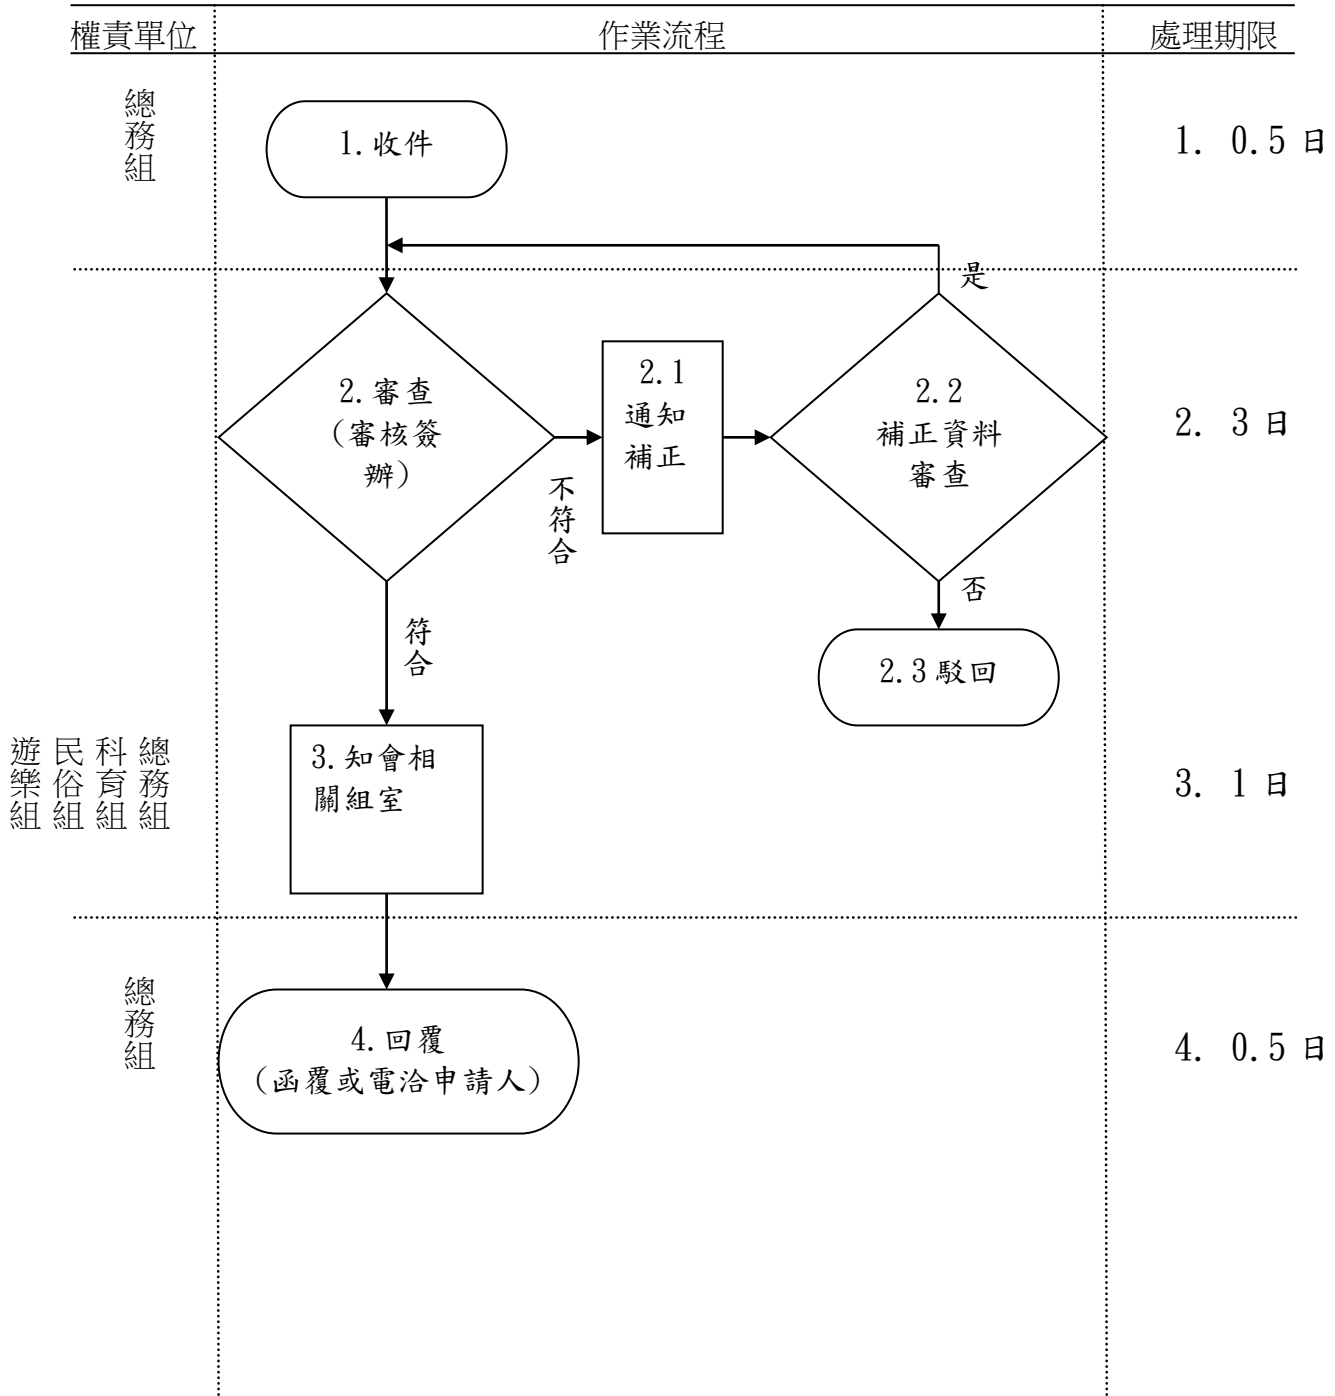 權責單位
作業流程
處理期限
總務組
1.收件
1. 0.5日
是
2.審查
(審核簽
辦)
不符合
2.1
通知
補正
2.2
補正資料
審查
2. 3日
否
符合
2.3駁回
總務組
科育組
民俗組
遊樂組
3.知會相
關組室
3. 1日
總務組
4.回覆
(函覆或電洽申請人)
4. 0.5日